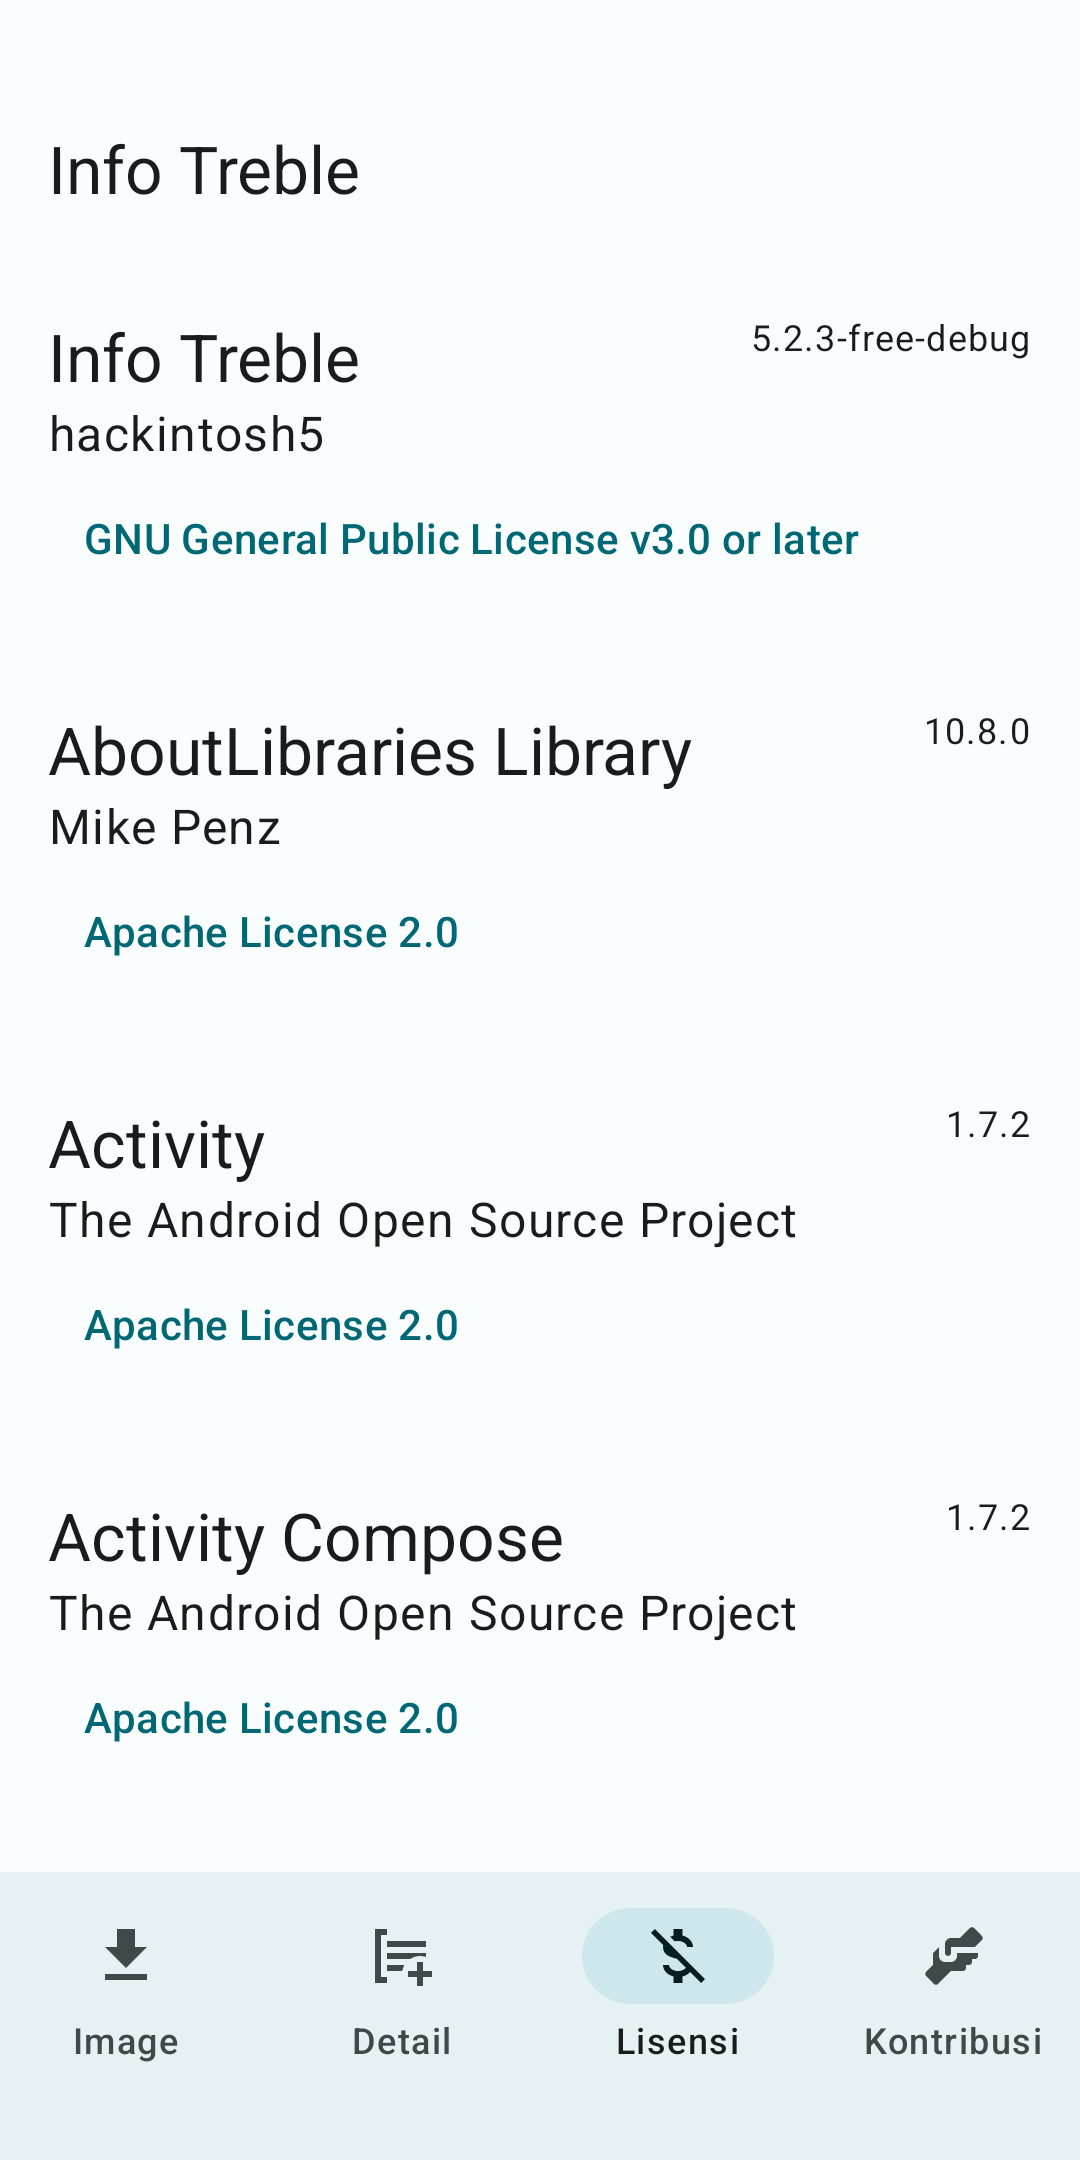 Info Treble
Info Treble
5.2.3-free-debug
hackintosh5
GNU General Public License v3.0 or later
AboutLibraries Library
10.8.0
Mike Penz
Apache License 2.0
Activity
1.7.2
The Android Open Source Project
Apache License 2.0
Activity Compose
1.7.2
The Android Open Source Project
Apache License 2.0
Image
Detail
Lisensi
Kontribusi